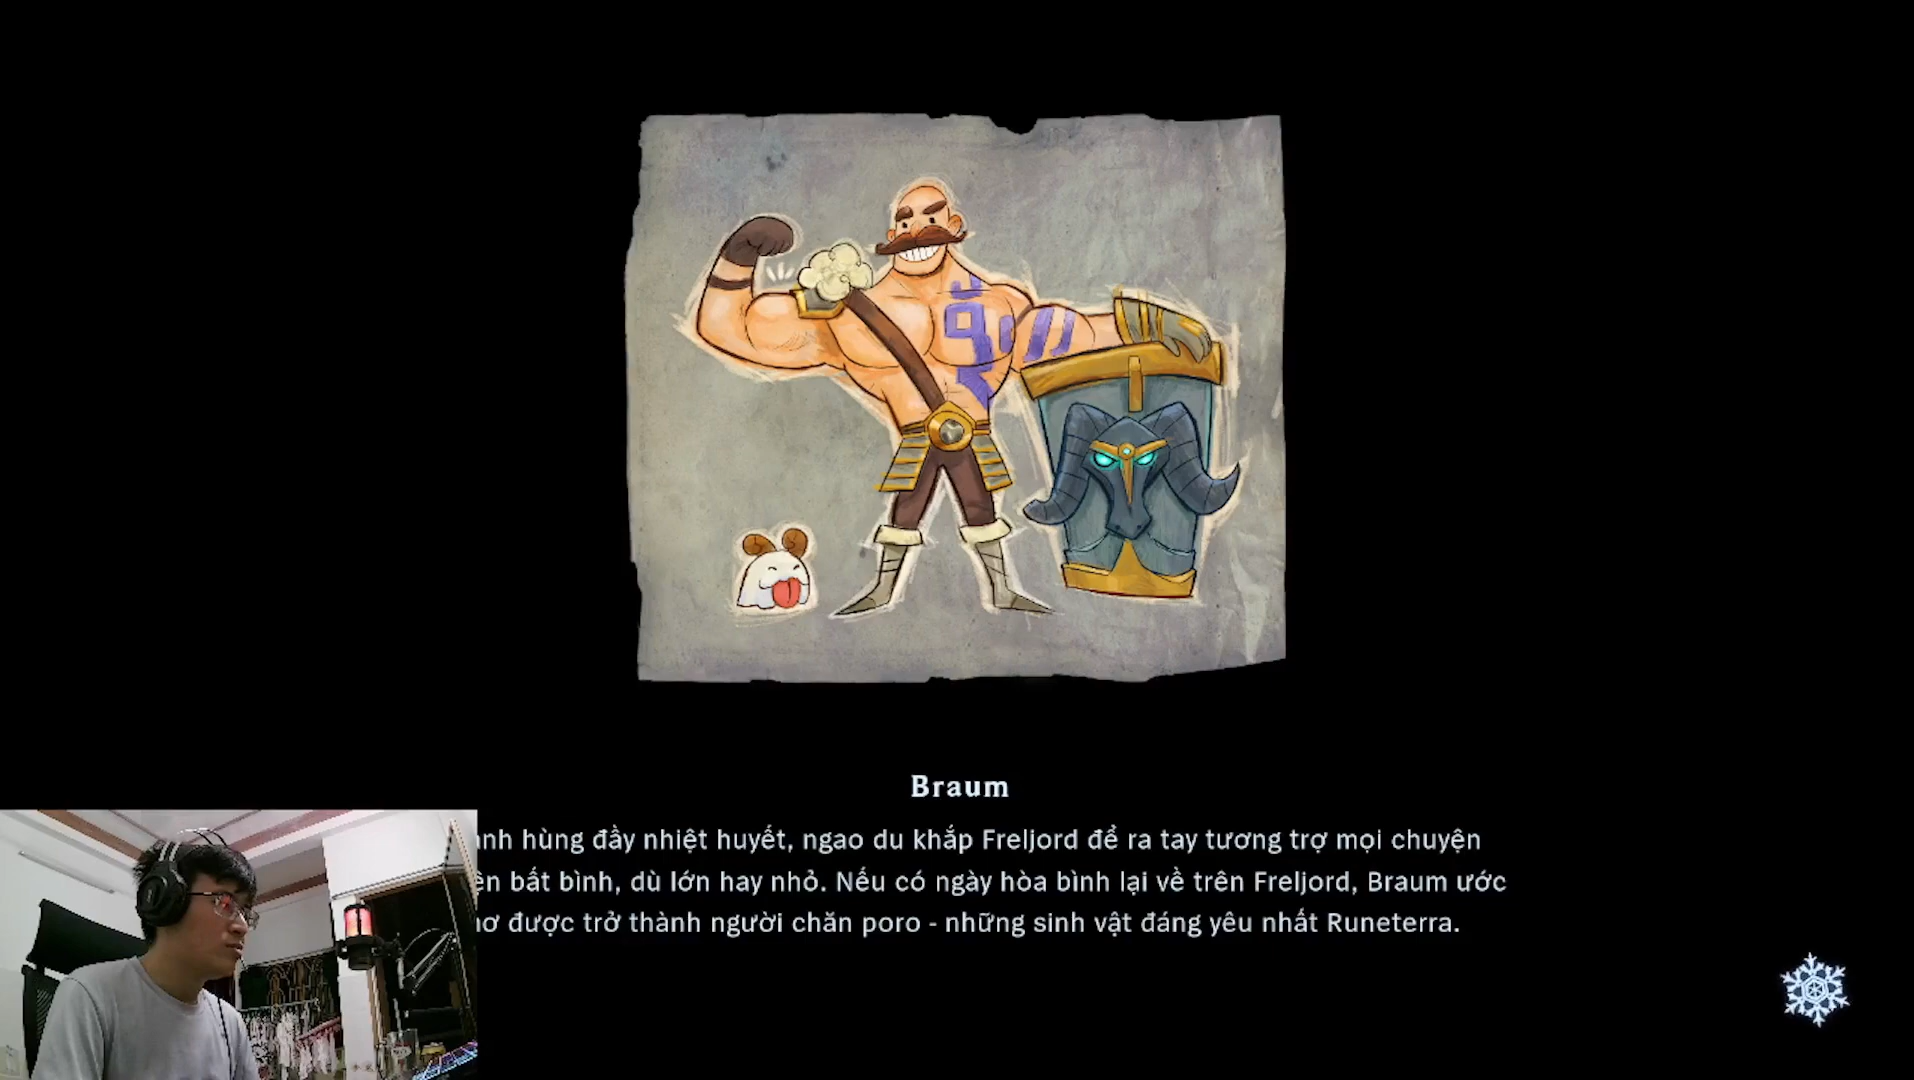 Braum
hùng đầy nhiệt huyết, ngao du khắp Freljord để ra tay tương trợ mọi chuyện
bất bình, dù lớn hay nhỏ. Nếu có ngày hòa bình lại về trên Freljord, Braum ước
được trở thành người chăn poro - những sinh vật đáng yêu nhất Runeterra.